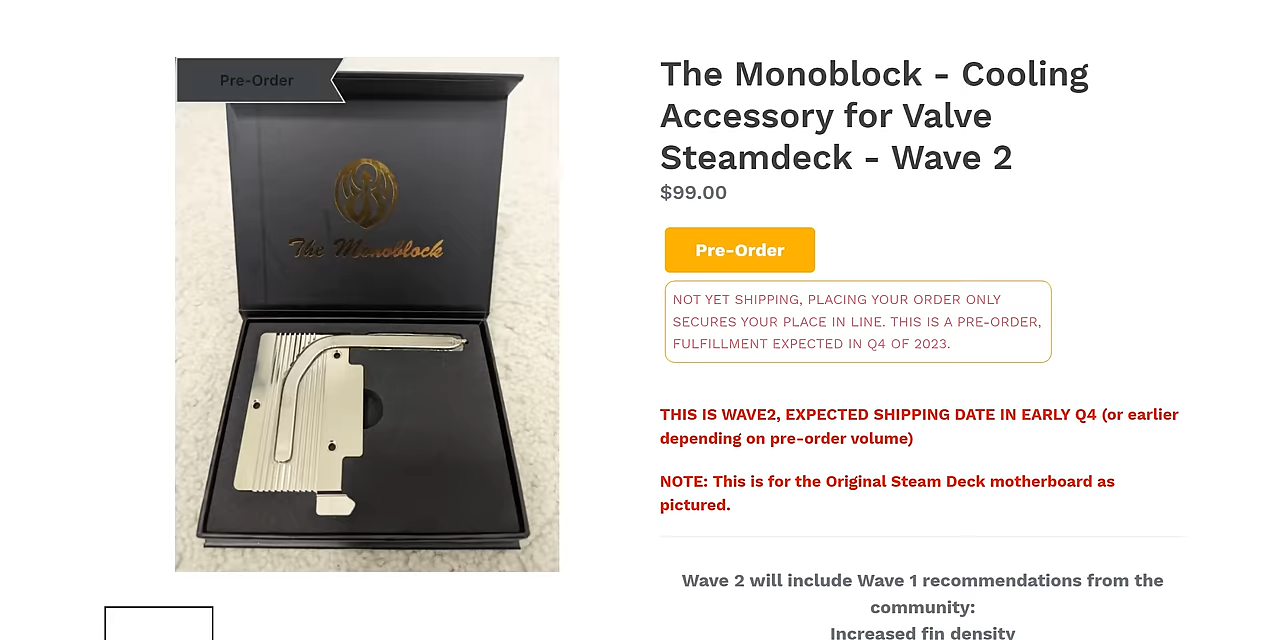 Pre-Order
The Monoblock
The Monoblock - Cooling
Accessory for Valve
Steamdeck - Wave 2
$99.00
Pre-Order
NOT YET SHIPPING, PLACING YOUR ORDER ONLY
SECURES YOUR PLACE IN LINE. THIS IS A PRE-ORDER,
FULFILLMENT EXPECTED IN Q4 OF 2023.
THIS IS WAVE2, EXPECTED SHIPPING DATE IN EARLY Q4 (or earlier
depending on pre-order volume)
NOTE: This is for the Original Steam Deck motherboard as
pictured.
Wave 2 will include Wave 1 recommendations from the
community:
Increased fin density